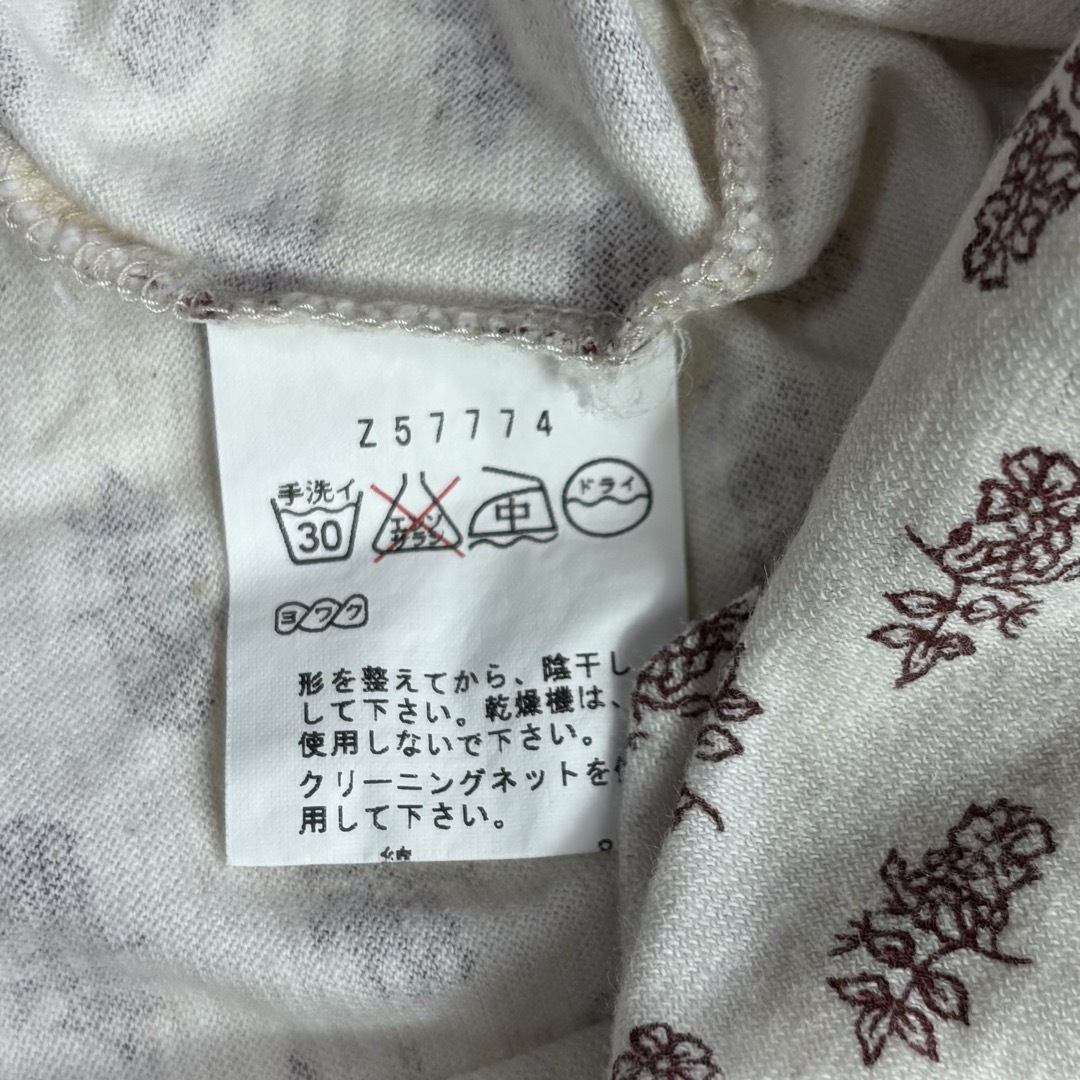 Z57774
手洗イ
30
エンソ
サラシ
中
ドライ
ヨワク
形を整えてから、陰干し
して下さい。乾燥機は、
使用しないで下さい。
クリーニングネットを使
用して下さい。